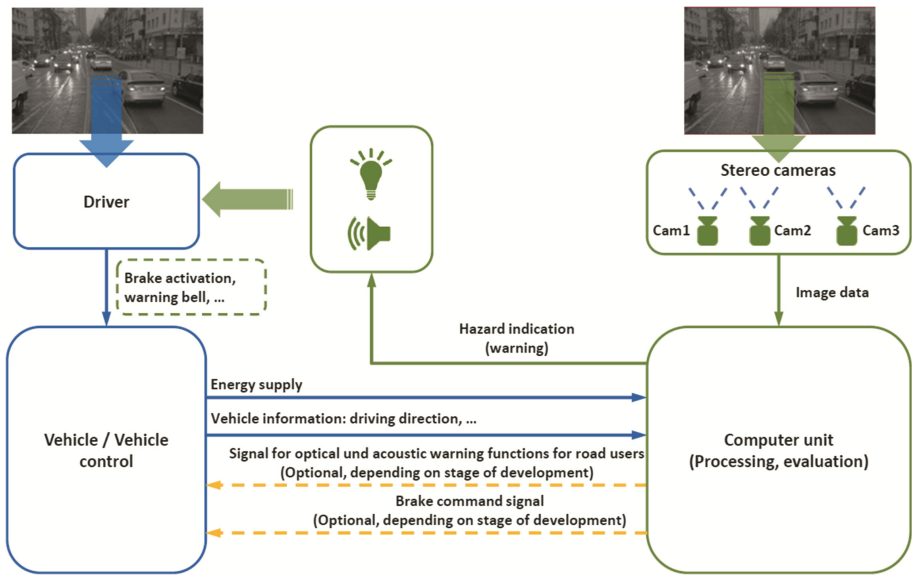 Driver
Stereo cameras
Cam1
Cam2
Cam3
Brake activation,
warning bell, ...
Image data
Hazard indication
(warning)
Energy supply
Vehicle information: driving direction, ...
Vehicle / Vehicle
control
Computer unit
(Processing, evaluation)
Signal for optical und acoustic warning functions for road users
(Optional, depending on stage of development)
Brake command signal
(Optional, depending on stage of development)